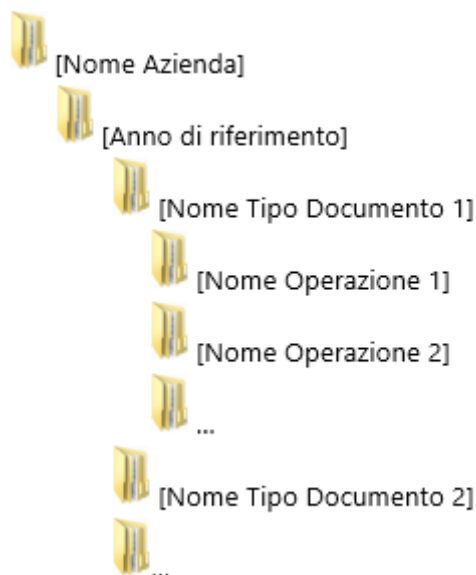 [Nome Azienda]
[Anno di riferimento]
[Nome Tipo Documento 1]
[Nome Operazione 1]
[Nome Operazione 2]
...
[Nome Tipo Documento 2]
...